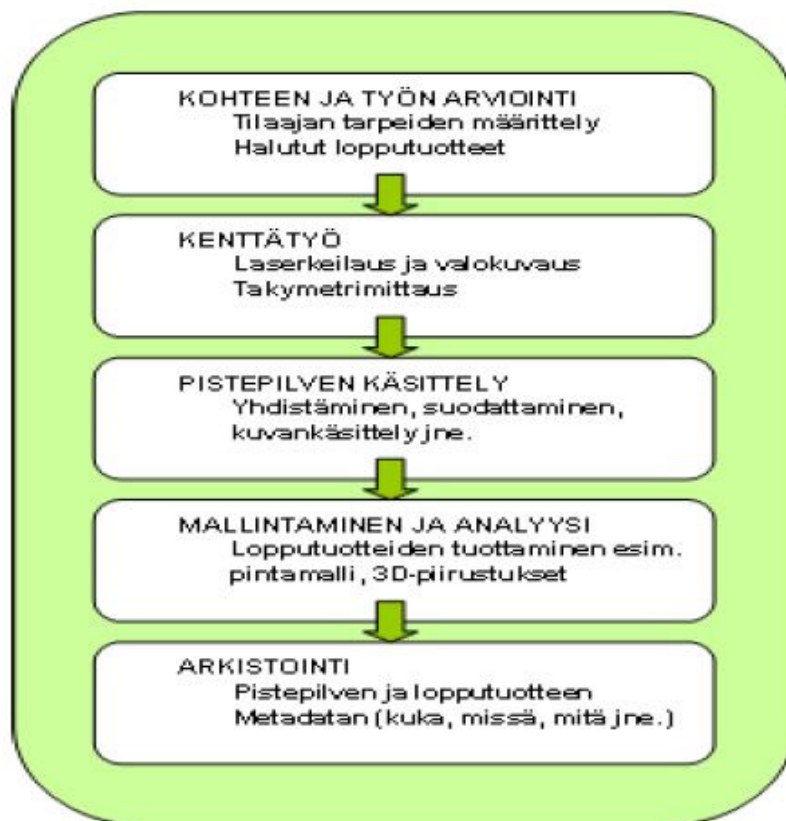 KOHTEEN JA TYÖN ARVIOINTI
Tilaajan tarpeiden määrittely
Halutut lopputuotteet
KENTTÄTYÖ
Laserkeilaus ja valokuvaus
Takymetrimittaus
PISTEPILVEN KÄSITTELY
Yhdistäminen, suodattaminen,
kuvankäsittely jne.
MALLINTAMINEN JA ANALYYSI
Lopputuotteiden tuottaminen esim.
pintamalli, 3D-piirustukset
ARKISTOINTI
Pistepilven ja lopputuotteen
Metadatan (kuka, missä, mitä jne.)